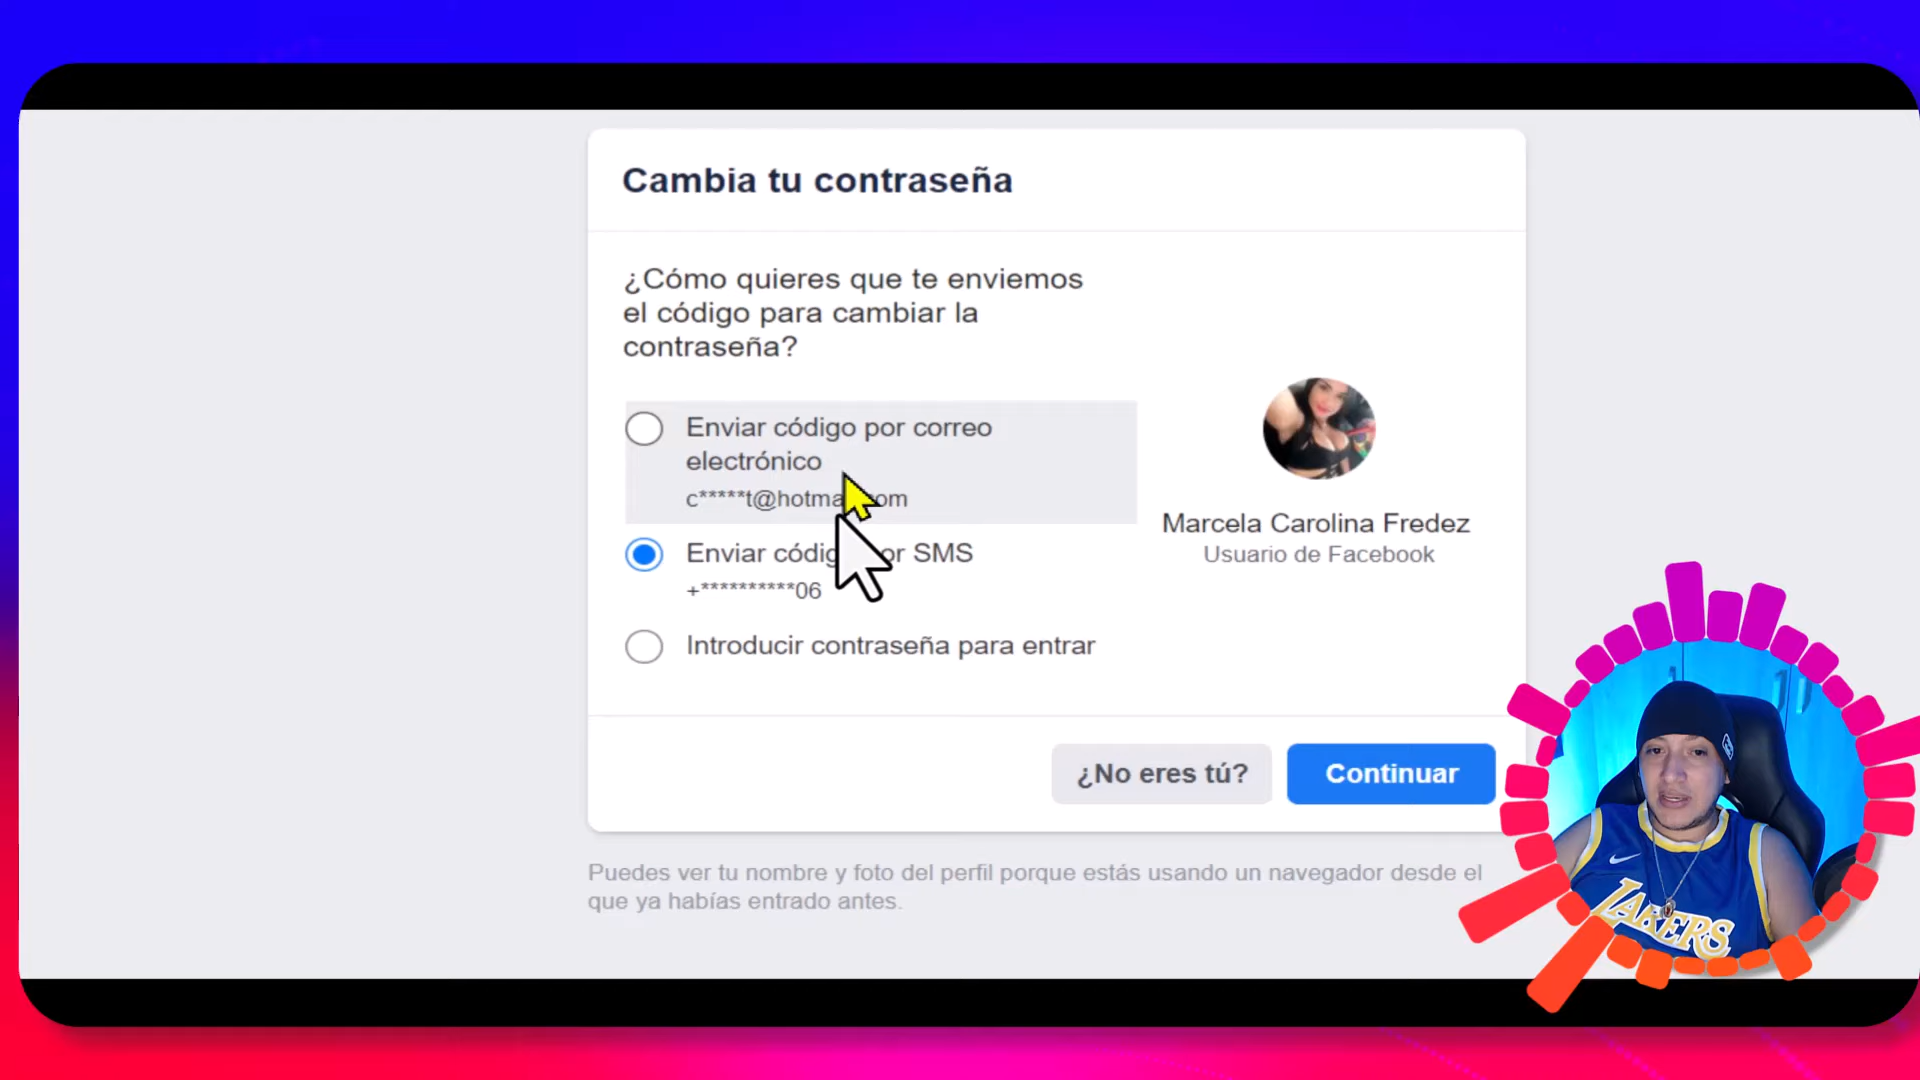 Cambia tu contraseña
¿Cómo quieres que te enviemos
el código para cambiar la
contraseña?
Enviar código por correo
electrónico
Enviar SMS
+**********06
Introducir contraseña para entrar
Marcela Carolina Fredez
Usuario de Facebook
¿No eres tú?
Continuar
Puedes ver tu nombre y foto del perfil porque estás usando un navegador desde el
que ya habías entrado antes.
LAKERS